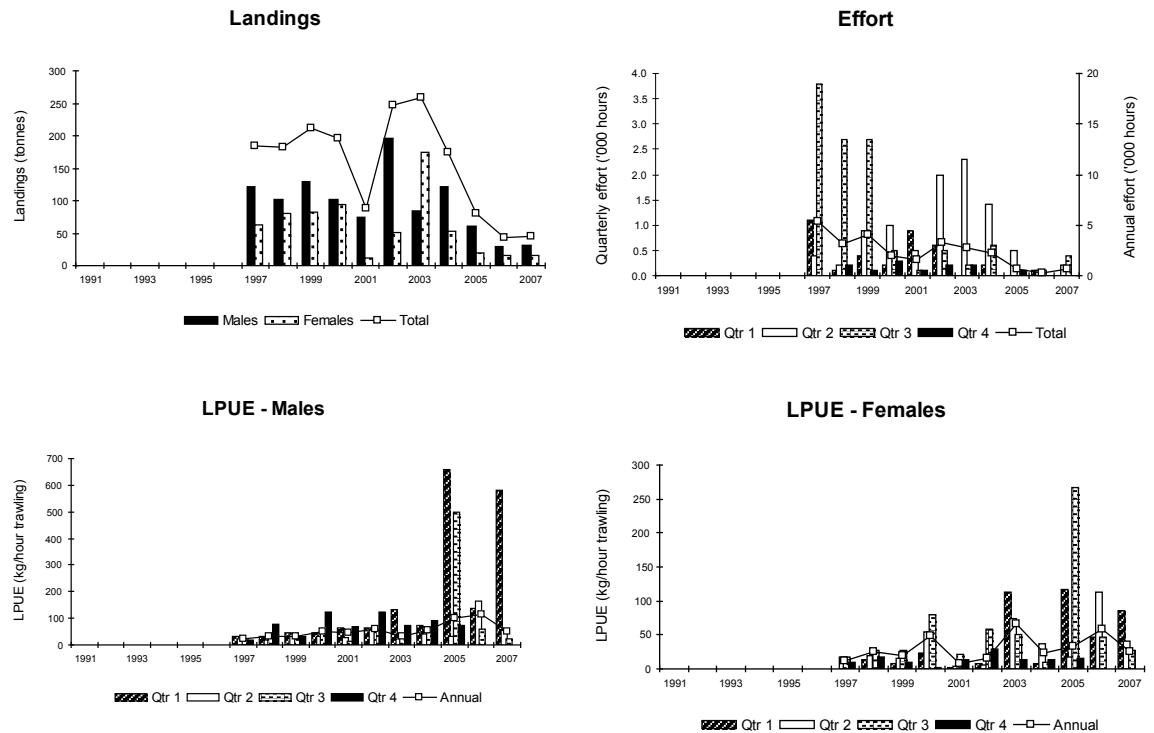 Landings
Landings (tonnes)
300
250
200
150
100
50
0
1991 1993 1995 1997 1999 2001 2003 2005 2007
Males Females Total
Effort
Quarterly effort ('000 hours)
4.0
3.5
3.0
2.5
2.0
1.5
1.0
0.5
0.0
20
15
10
5
0
Annual effort ('000 hours)
1991 1993 1995 1997 1999 2001 2003 2005 2007
Qtr 1 Qtr 2 Qtr 3 Qtr 4 Total
LPUE - Males
LPUE (kg/hour trawling)
700
600
500
400
300
200
100
0
1991 1993 1995 1997 1999 2001 2003 2005 2007
Qtr 1 Qtr 2 Qtr 3 Qtr 4 Annual
LPUE - Females
LPUE (kg/hour trawling)
300
250
200
150
100
50
0
1991 1993 1995 1997 1999 2001 2003 2005 2007
Qtr 1 Qtr 2 Qtr 3 Qtr 4 Annual